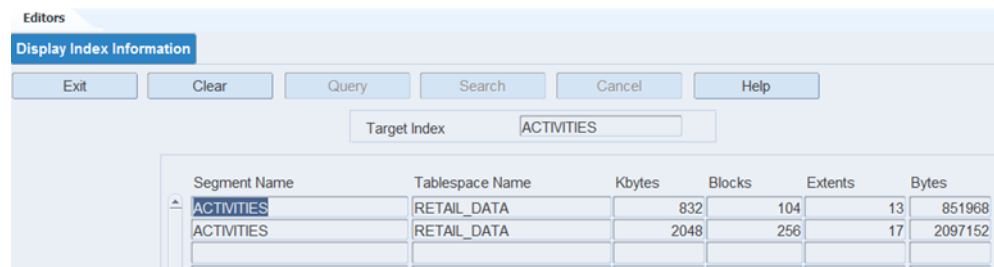 Editors
Display Index Information
Exit Clear Query Search Cancel Help
Target Index ACTIVITIES
Segment Name Tablespace Name Kbytes Blocks Extents Bytes
ACTIVITIES RETAIL_DATA 832 104 13 851968
ACTIVITIES RETAIL_DATA 2048 256 17 2097152